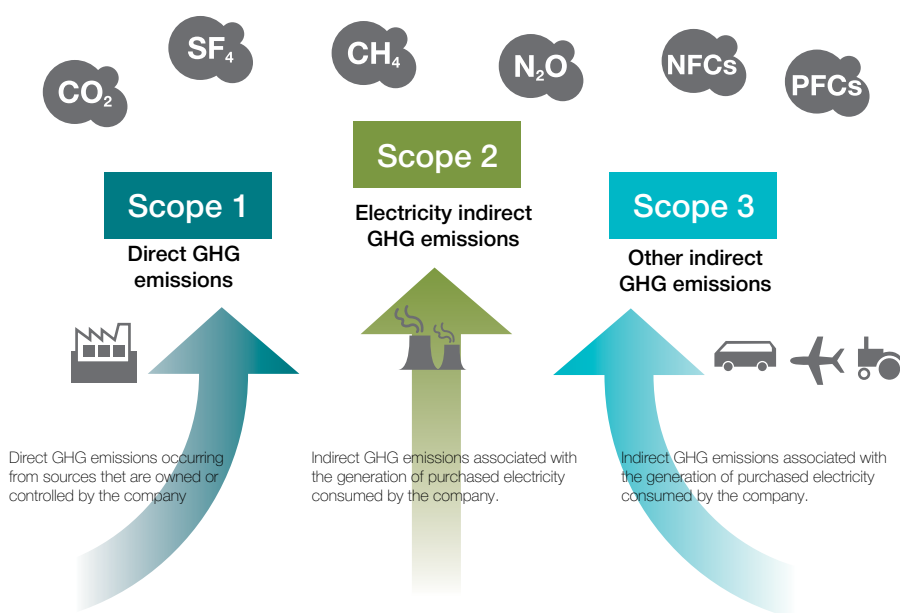 CO₂
SF₄
CH₄
N₂O
NFCs
PFCs
Scope 1
Direct GHG
emissions
Scope 2
Electricity indirect
GHG emissions
Scope 3
Other indirect
GHG emissions
Direct GHG emissions occurring
from sources that are owned or
controlled by the company
Indirect GHG emissions associated with
the generation of purchased electricity
consumed by the company.
Indirect GHG emissions associated with
the generation of purchased electricity
consumed by the company.